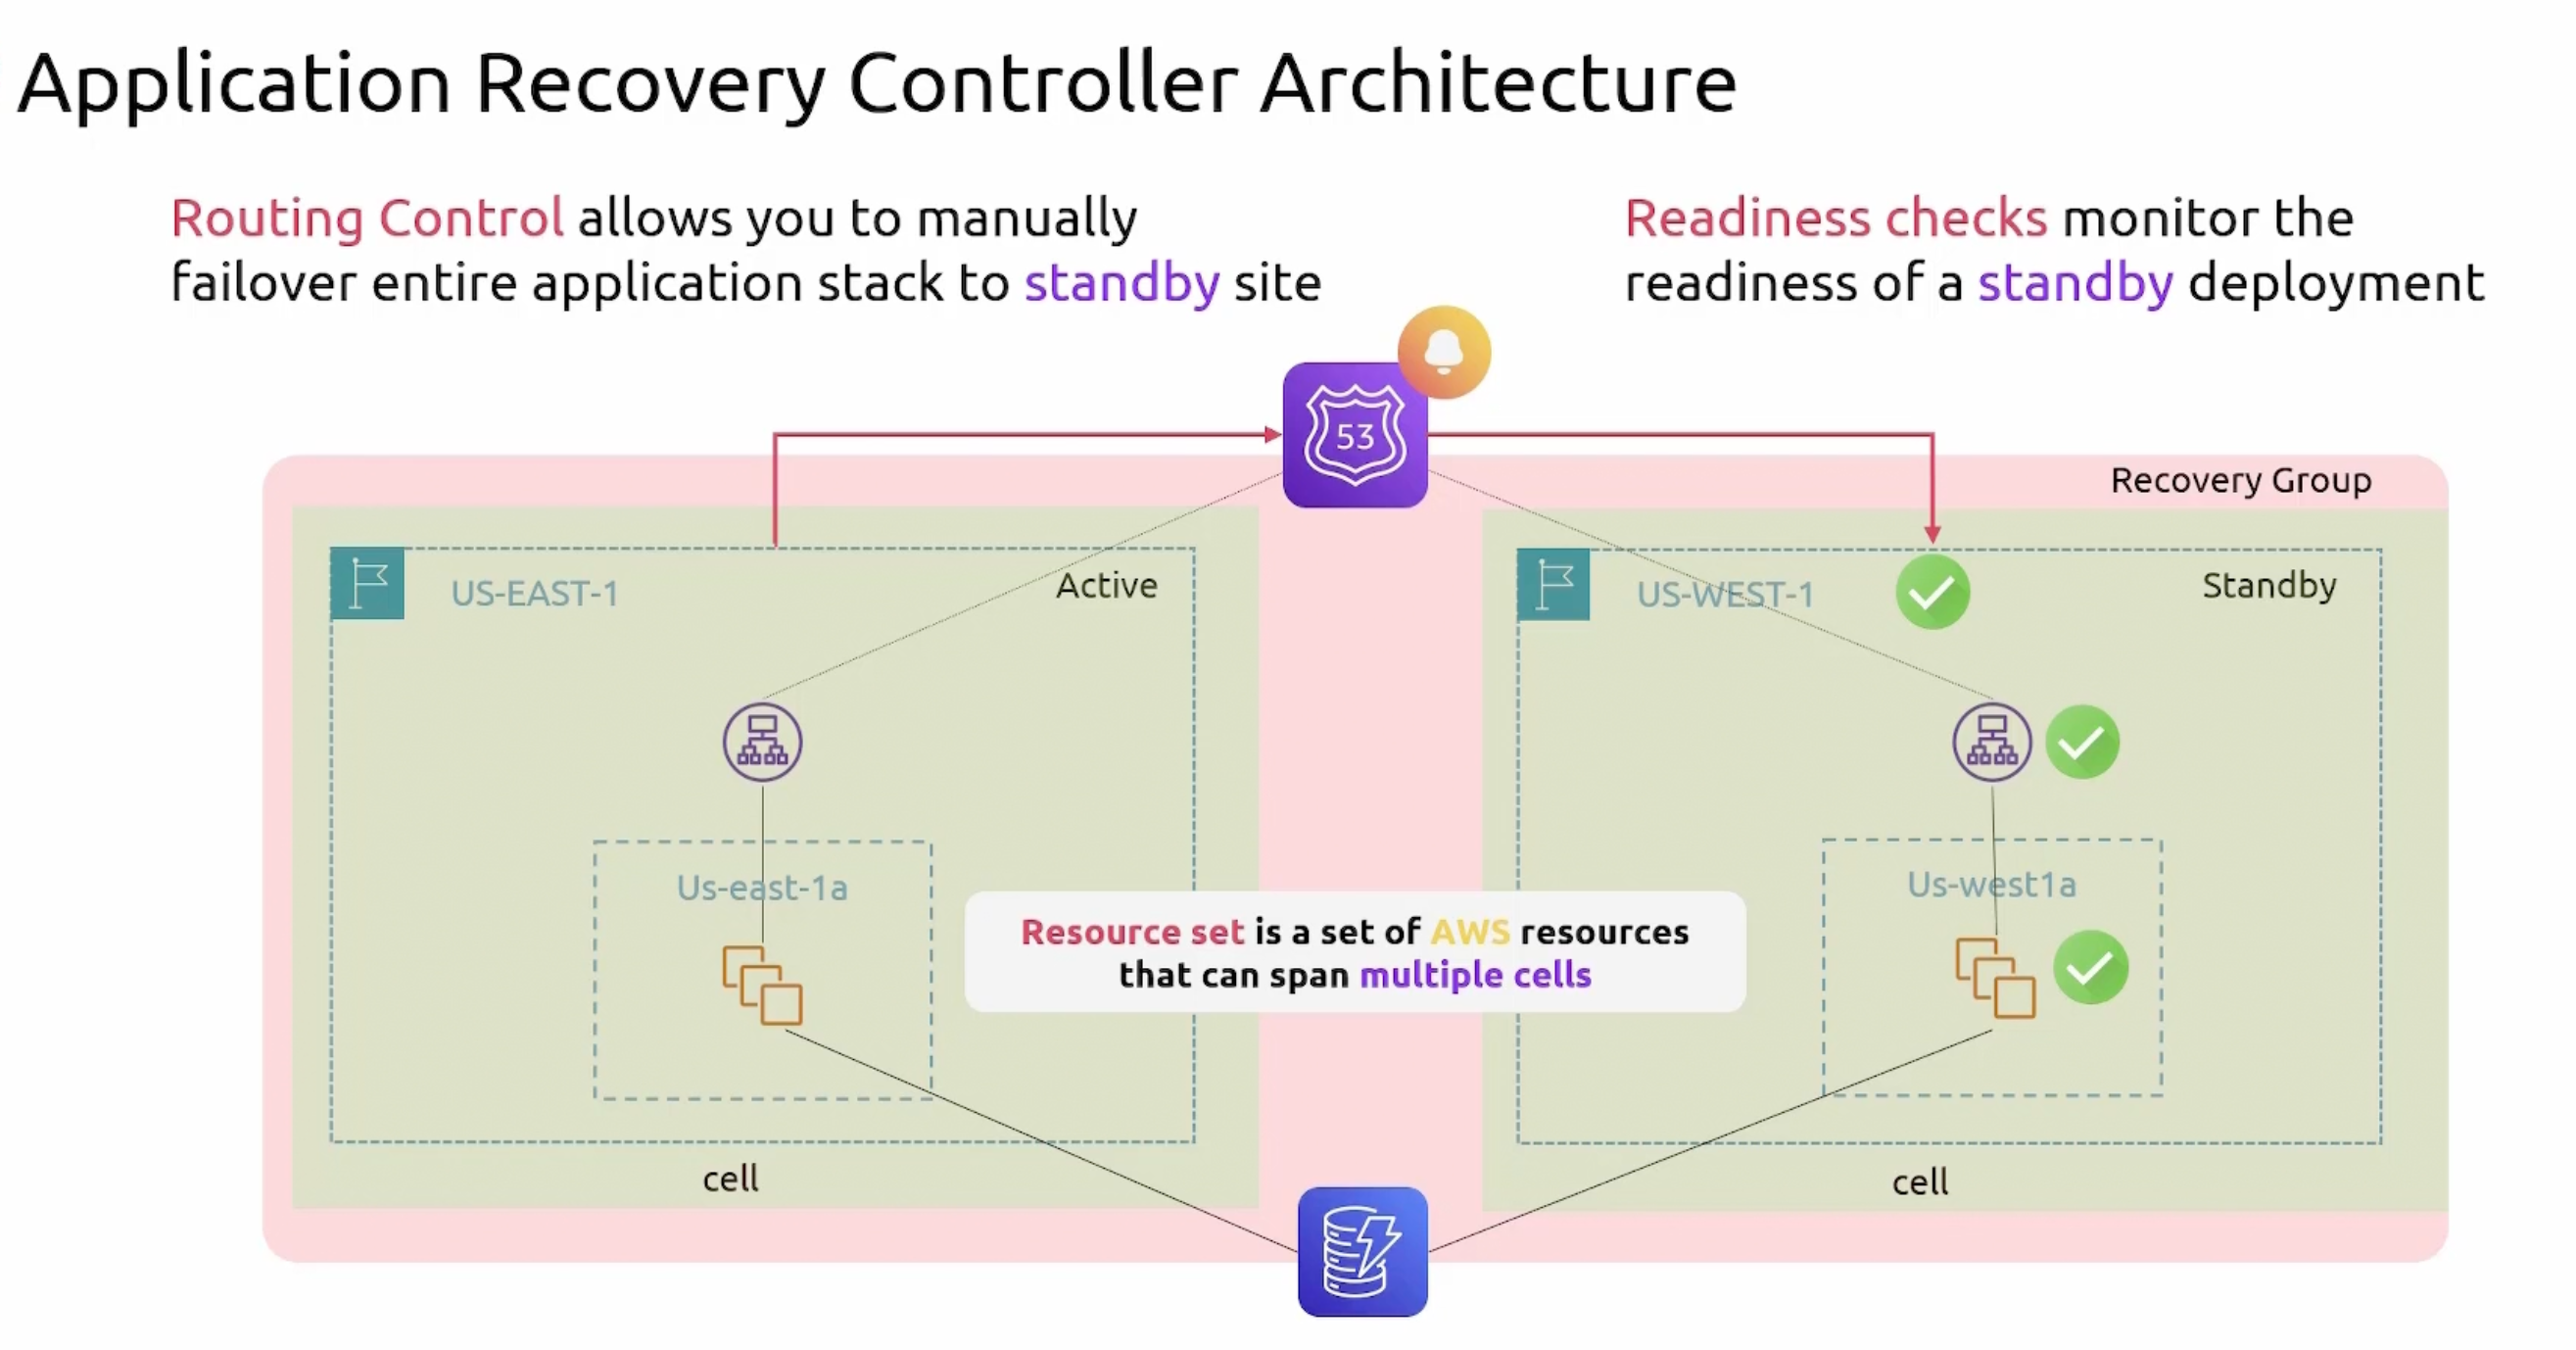 Application Recovery Controller Architecture
Routing Control allows you to manually
failover entire application stack to standby site
Readiness checks monitor the
readiness of a standby deployment
53
Recovery Group
US-EAST-1
Active
US-WEST-1
Standby
Us-east-1a
Us-west1a
Resource set is a set of AWS resources
that can span multiple cells
cell
cell